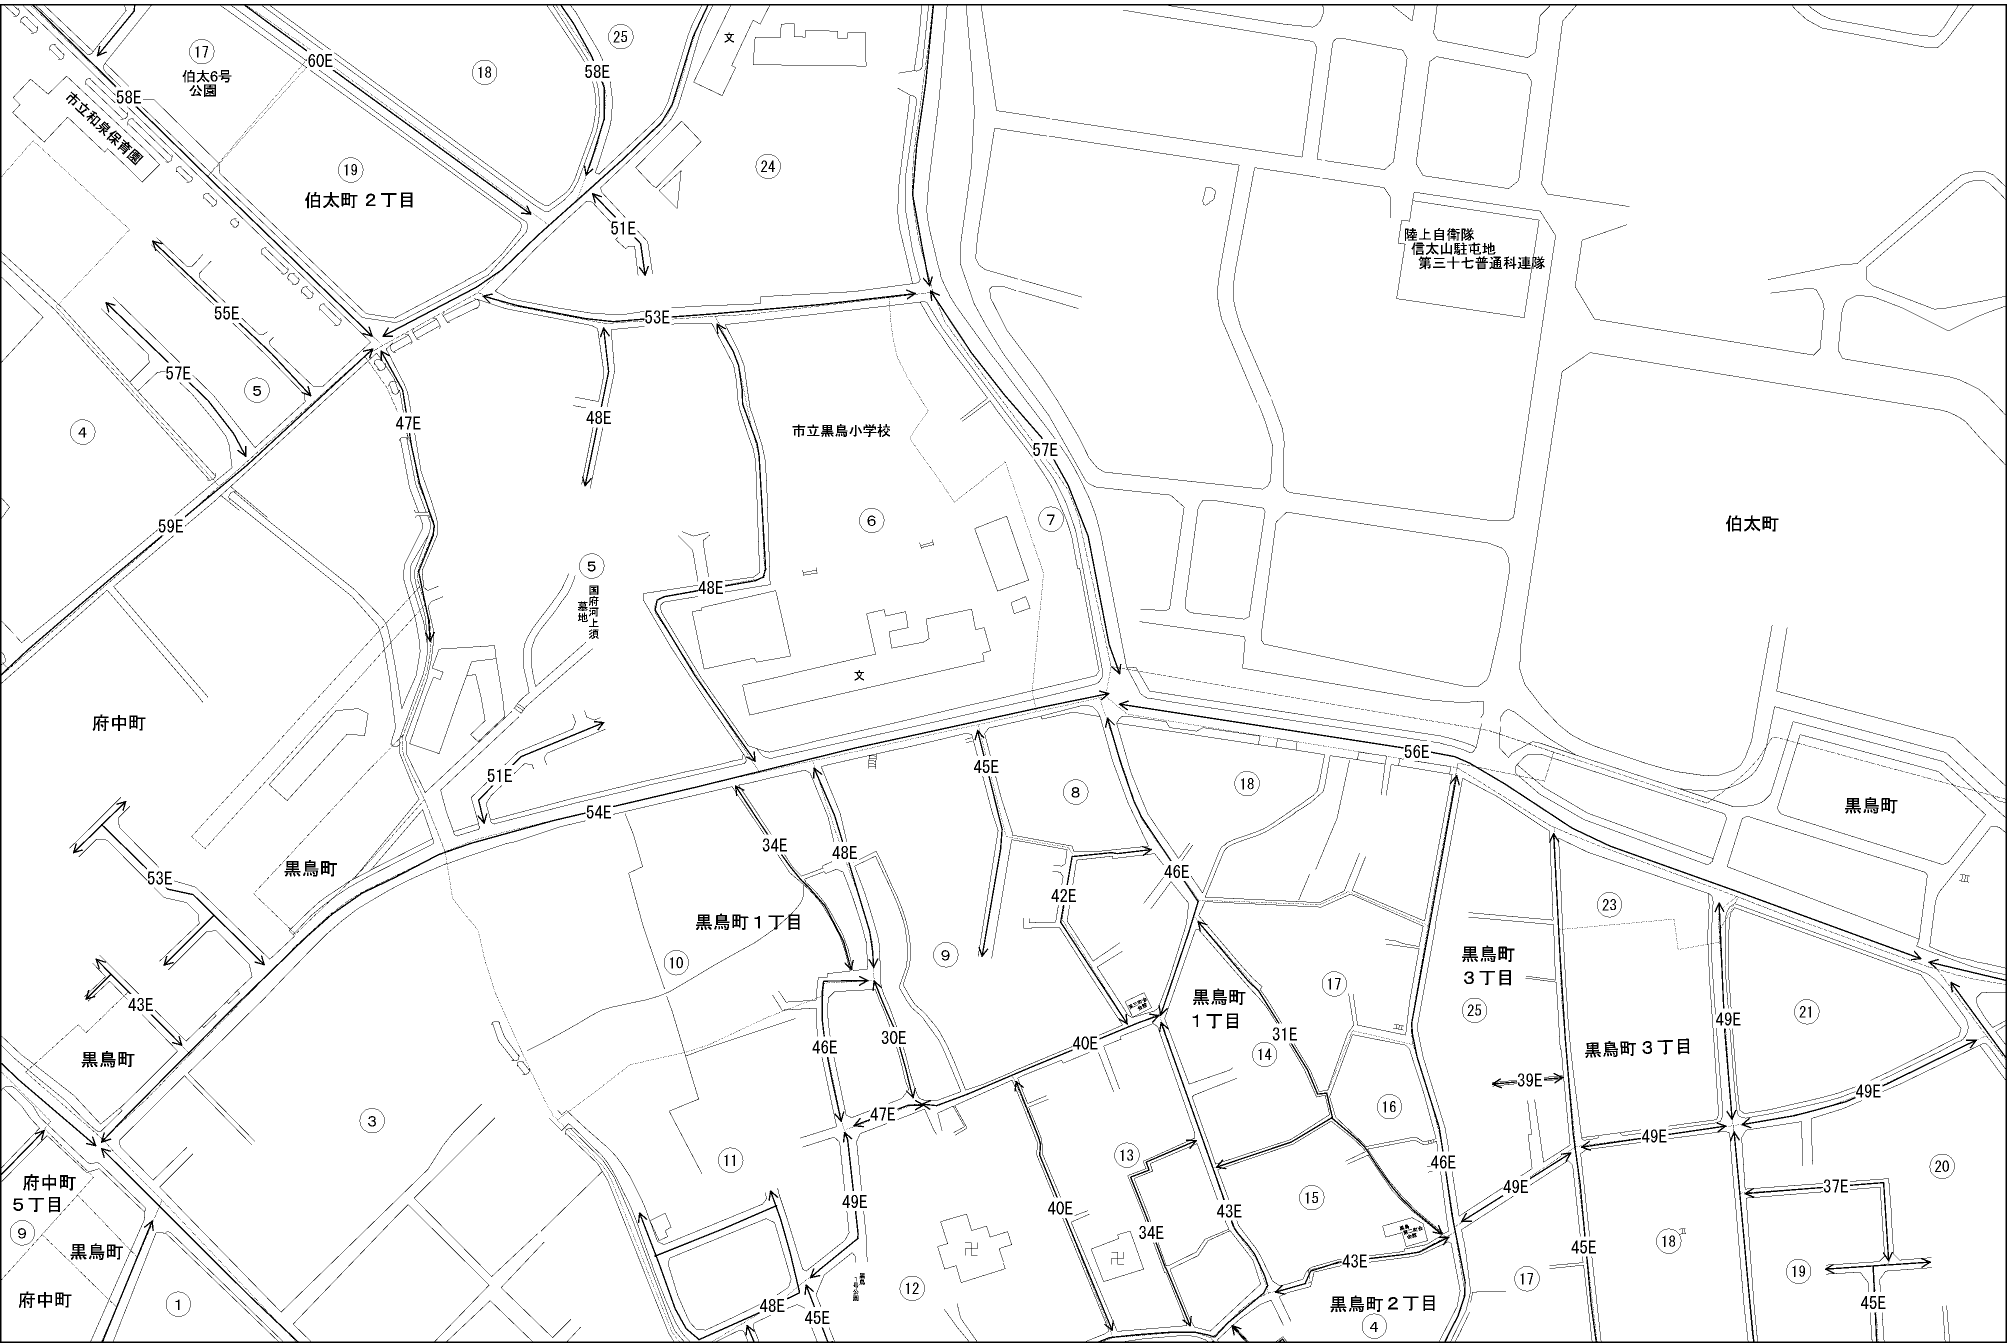 25
文
17
60E
18
58E
伯太6号
公園
58E
市立和泉保育園
24
19
伯太町２丁目
51E
陸上自衛隊
信太山駐屯地
第三十七普通科連隊
55E
53E
57E
5
48E
47E
4
市立黒鳥小学校
57E
59E
6
7
伯太町
5
国府河上須
墓地
48E
文
府中町
56E
51E
45E
8
18
54E
黒鳥町
34E
48E
黒鳥町
53E
46E
42E
23
黒鳥町１丁目
10
9
黒鳥町
３丁目
17
黒鳥町
１丁目
25
43E
21
49E
31E
30E
46E
40E
14
黒鳥町３丁目
黒鳥町
39E
49E
16
47E
3
49E
13
11
46E
20
府中町
５丁目
49E
37E
15
49E
40E
43E
34E
9
黒鳥町
卍
卍
18
45E
43E
19
17
12
府中町
1
48E
45E
黒鳥町２丁目
4
45E